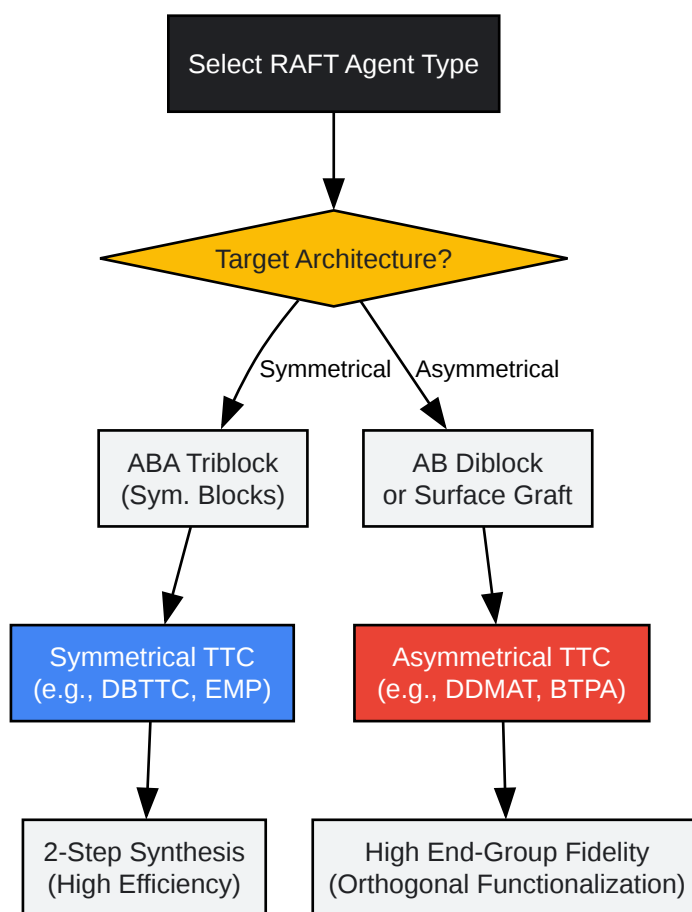 Select RAFT Agent Type
Target Architecture?
Symmetrical
Asymmetrical
ABA Triblock
(Sym. Blocks)
AB Diblock
or Surface Graft
Symmetrical TTC
(e.g., DBTTC, EMP)
Asymmetrical TTC
(e.g., DDMAT, BTPA)
2-Step Synthesis
(High Efficiency)
High End-Group Fidelity
(Orthogonal Functionalization)